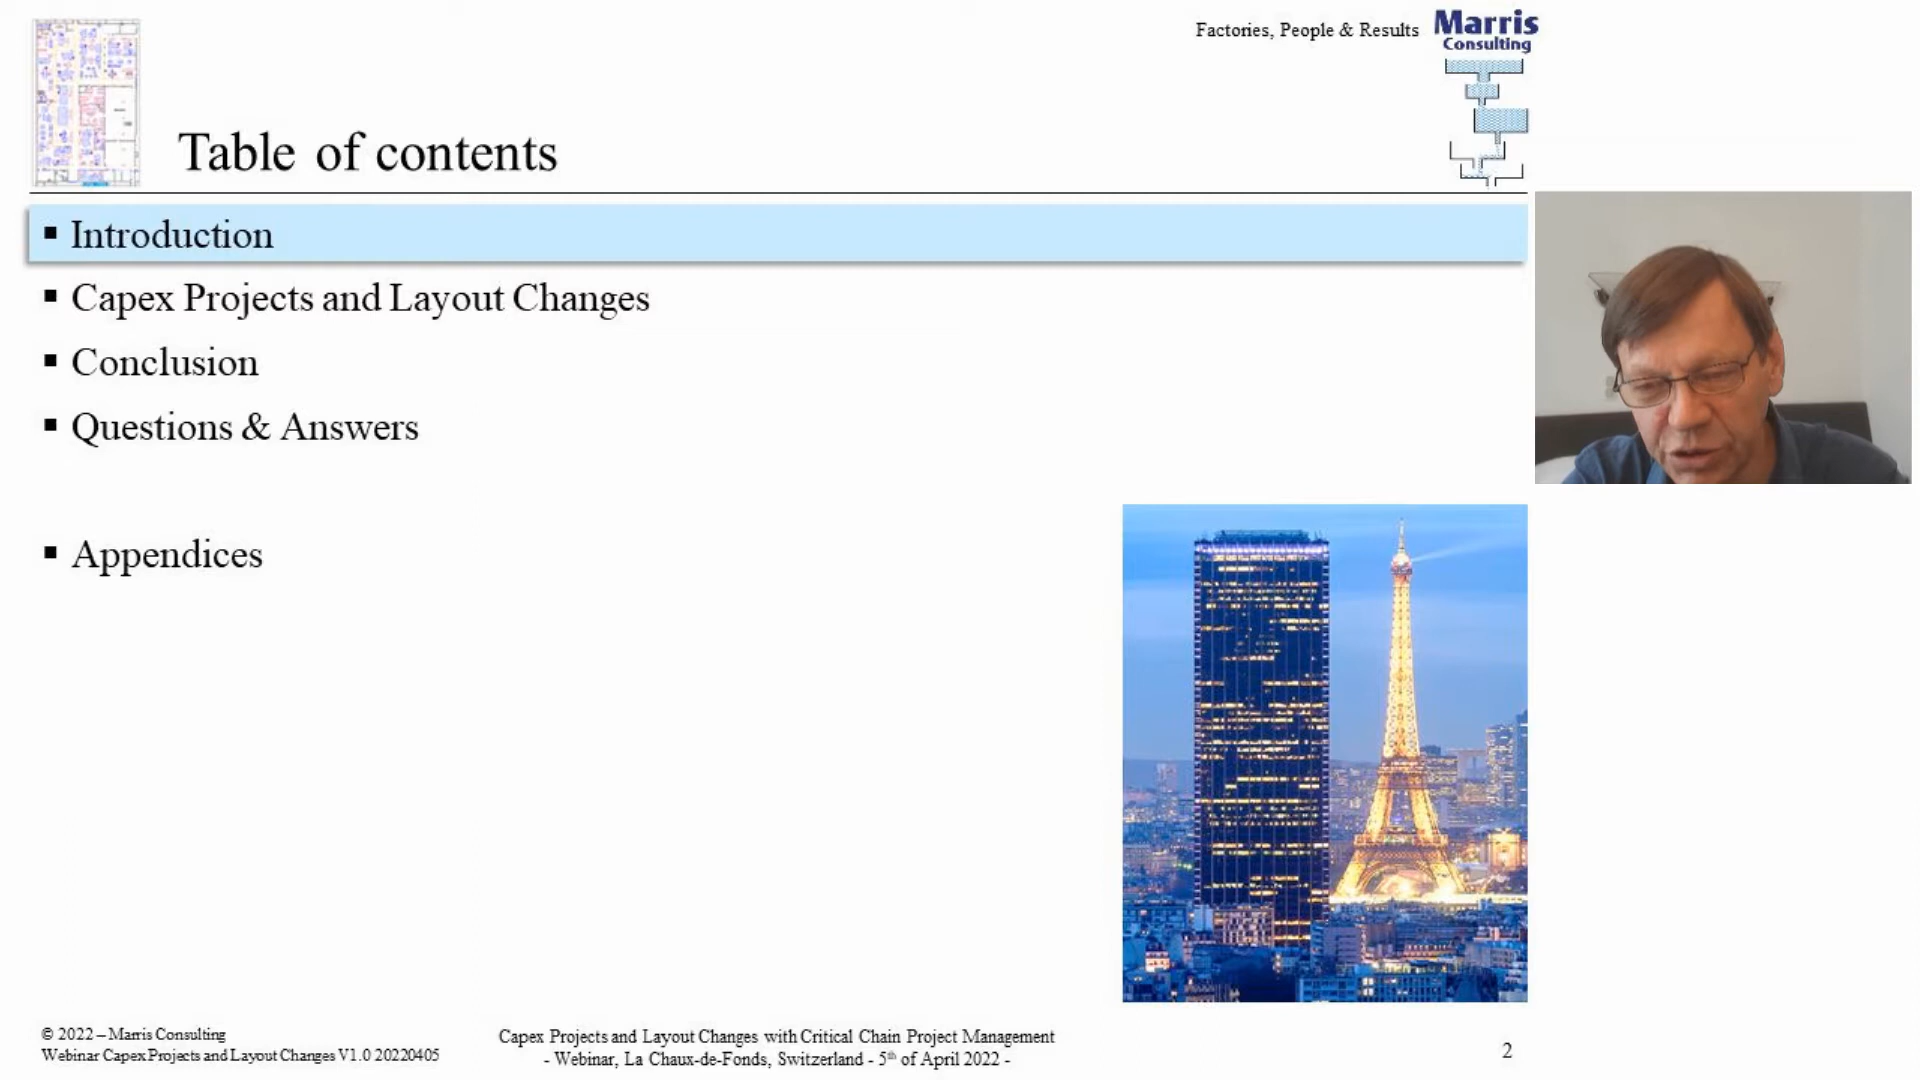 Factories, People & Results
Marris
Consulting
Table of contents
▪ Introduction
▪ Capex Projects and Layout Changes
▪ Conclusion
▪ Questions & Answers
▪ Appendices
© 2022 – Marris Consulting
Webinar Capex Projects and Layout Changes V1.0 20220405
Capex Projects and Layout Changes with Critical Chain Project Management
- Webinar, La Chaux-de-Fonds, Switzerland - 5th of April 2022 -
2